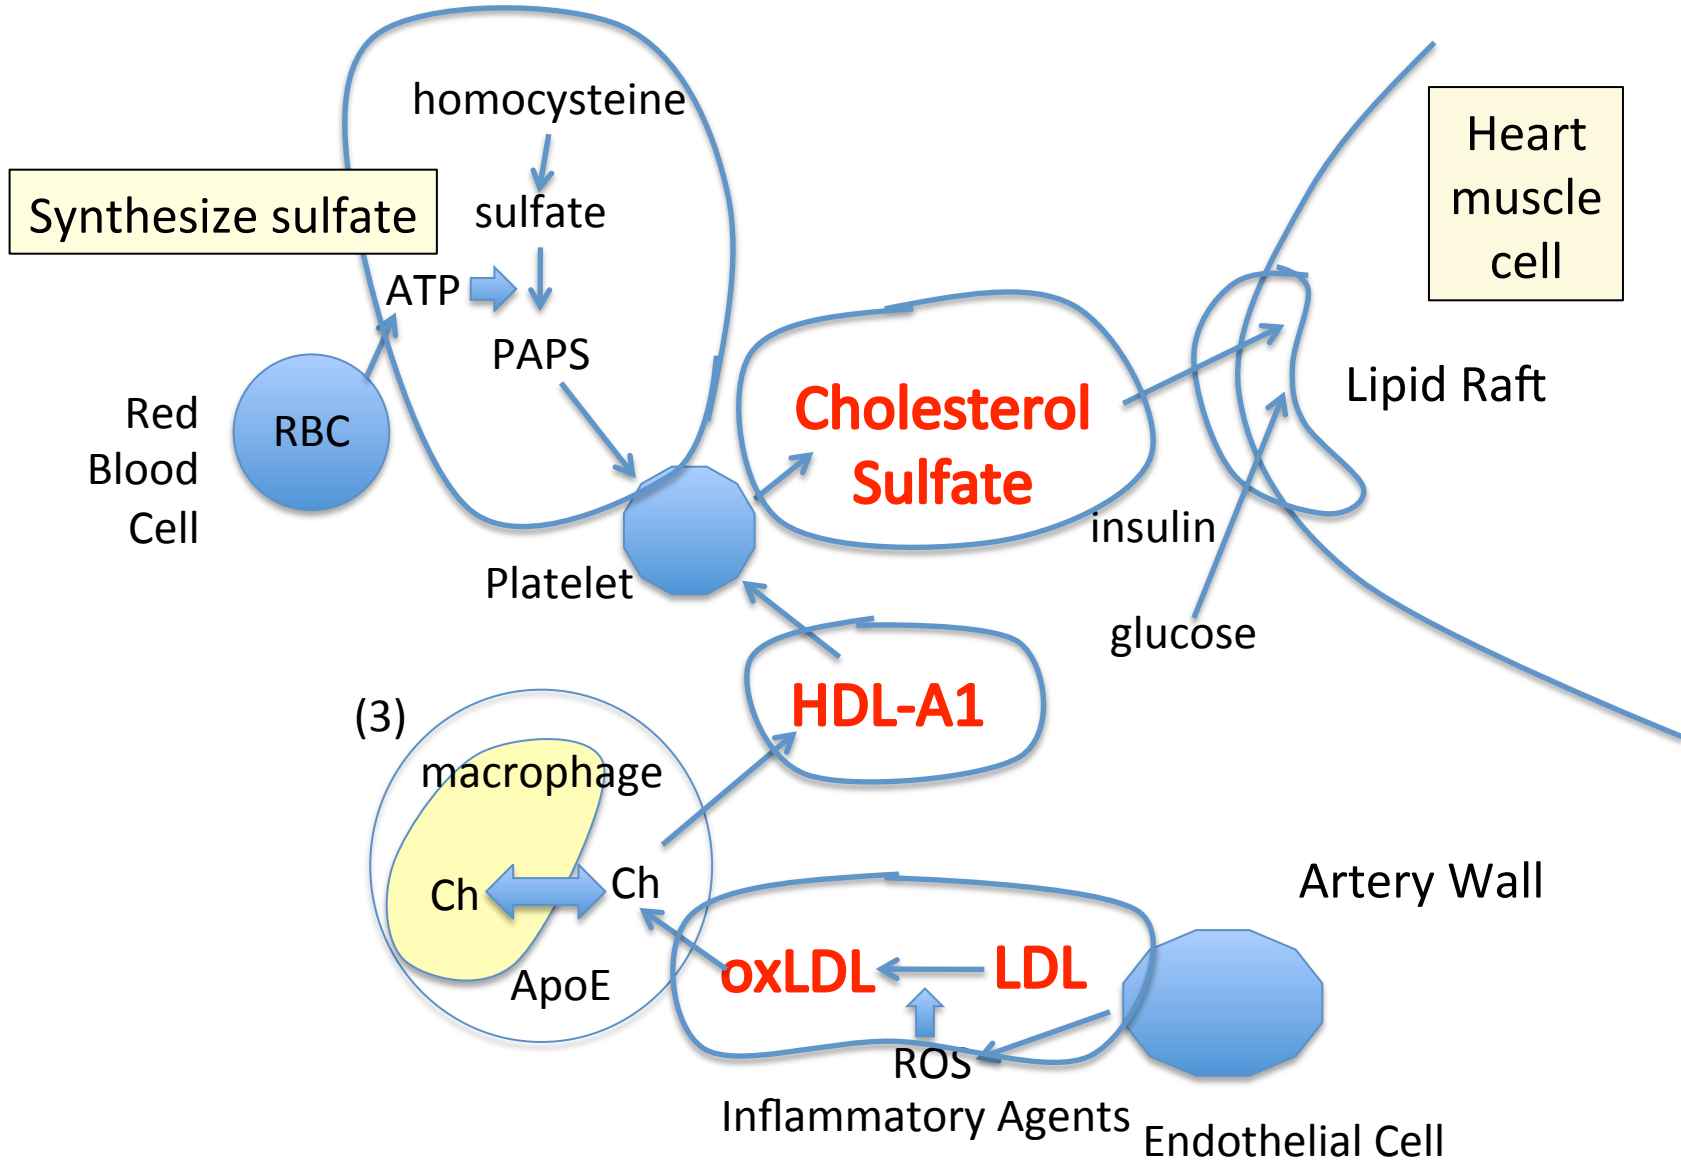 homocysteine
Synthesize sulfate
sulfate
ATP
PAPS
Red
Blood
Cell
RBC
Platelet
Cholesterol
Sulfate
Heart
muscle
cell
Lipid Raft
insulin
glucose
HDL-A1
(3)
macrophage
Ch
Ch
ApoE
oxLDL
LDL
ROS
Inflammatory Agents
Artery Wall
Endothelial Cell